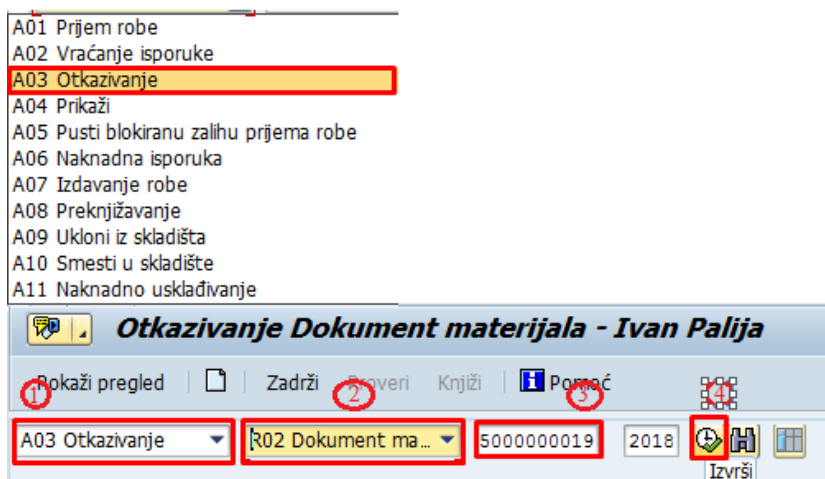 A01 Prijem robe
A02 Vraćanje isporuke
A03 Otkazivanje
A04 Prikaži
A05 Pusti blokiranu zalihu prijema robe
A06 Naknadna isporuka
A07 Izdavanje robe
A08 Preknjižavanje
A09 Ukloni iz skladišta
A10 Smesti u skladište
A11 Naknadno usklađivanje
Otkazivanje Dokument materijala - Ivan Palija
Pokaži pregled Zadrži Proveri Knjiži Pomoć
1 2 3 4
A03 Otkazivanje R02 Dokument ma... 5000000019 2018
Izvrši